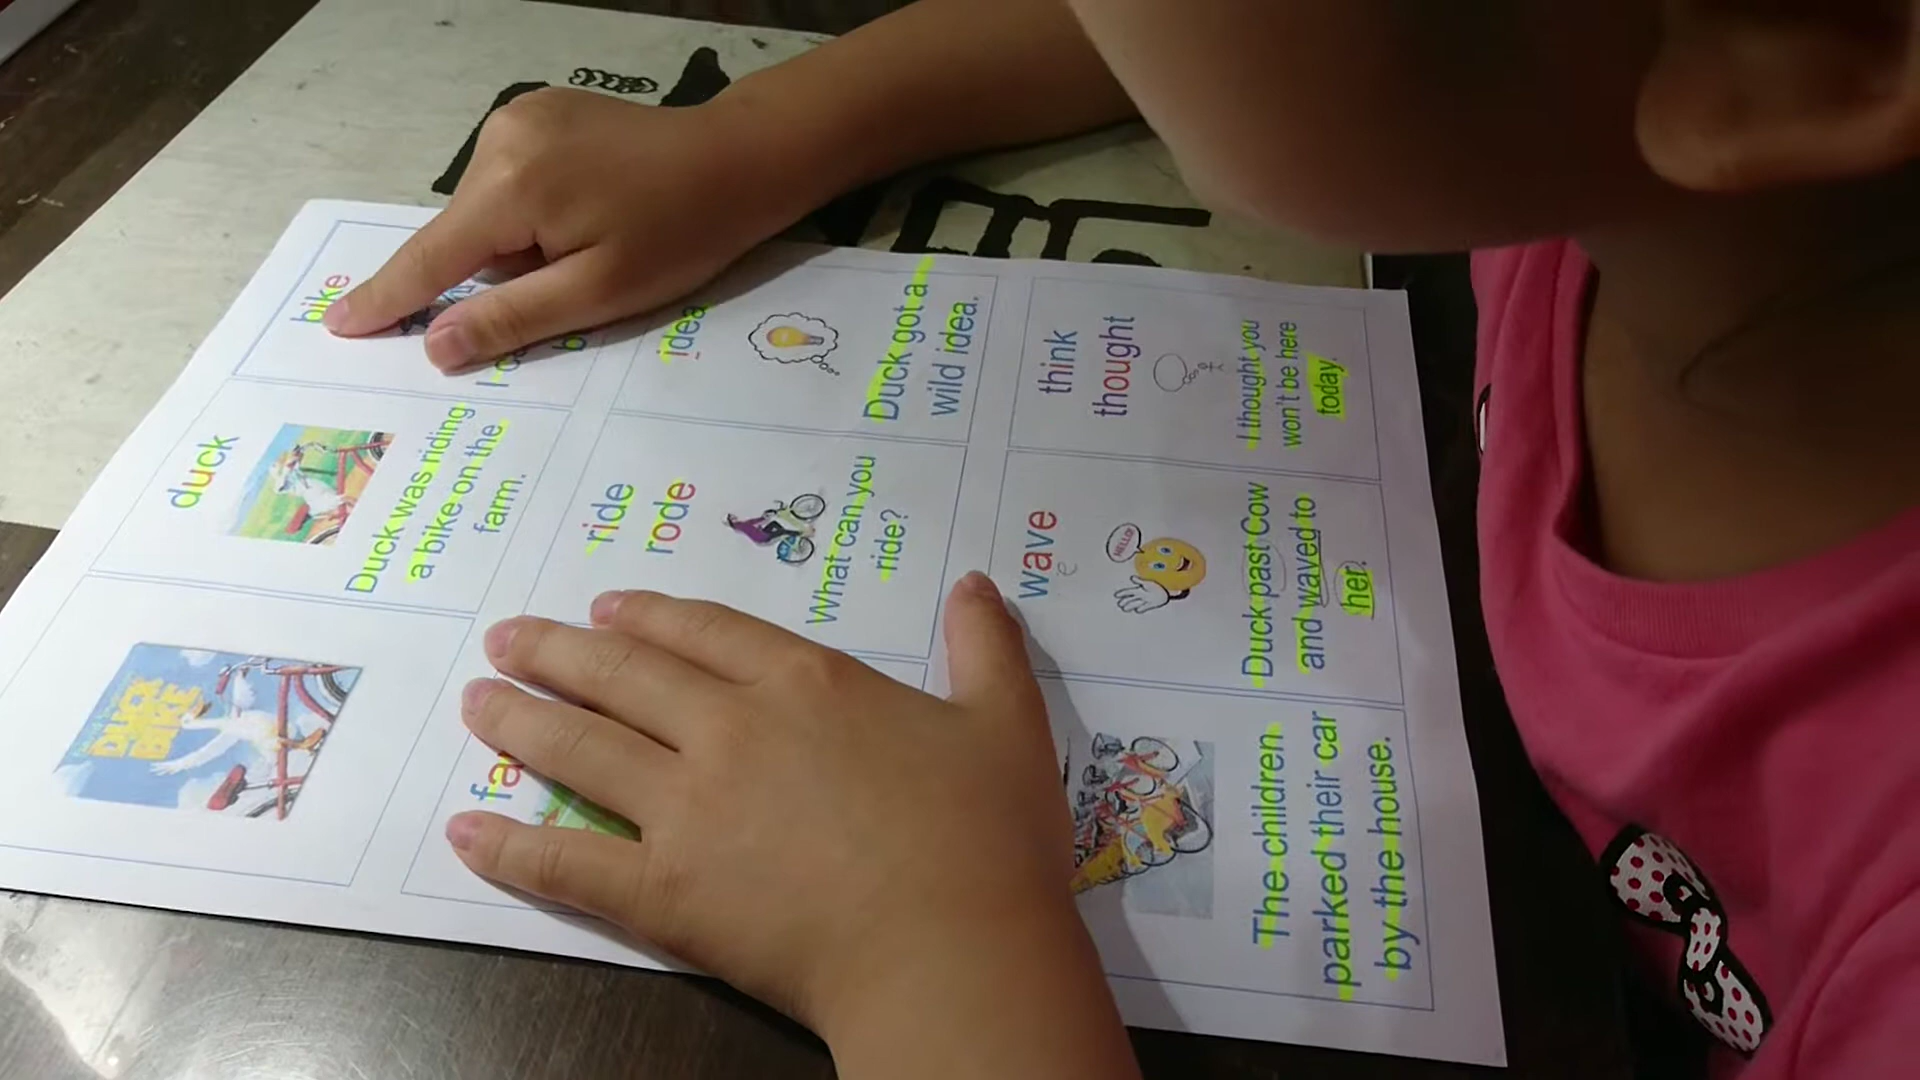 DUCK
BIKE
duck
Duck was riding
a bike on the
farm.
bike
I
ride
rode
What can you
ride?
idea
Duck got a
wild idea.
The children
parked their car
by the house.
wave
e
HELLO!
Duck past Cow
and waved to
her.
think
thought
I thought you
won't be here
today.